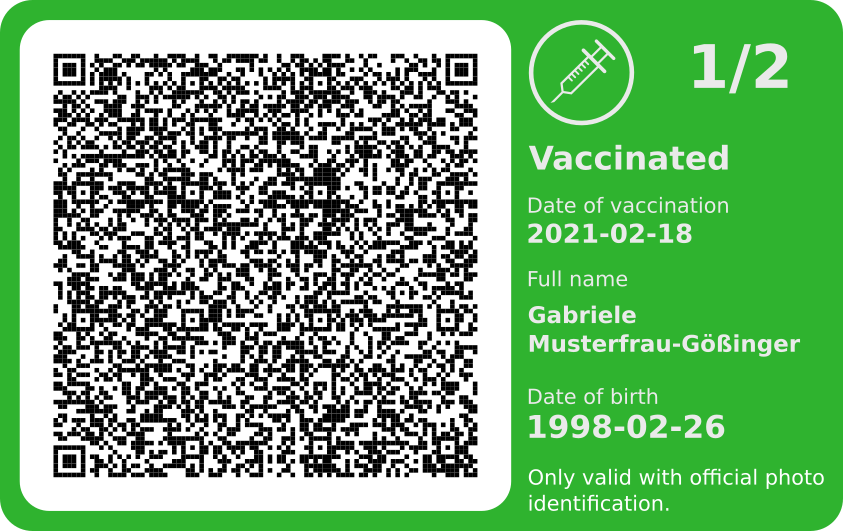 1/2
Vaccinated
Date of vaccination
2021-02-18
Full name
Gabriele
Musterfrau-Gößinger
Date of birth
1998-02-26
Only valid with official photo
identification.